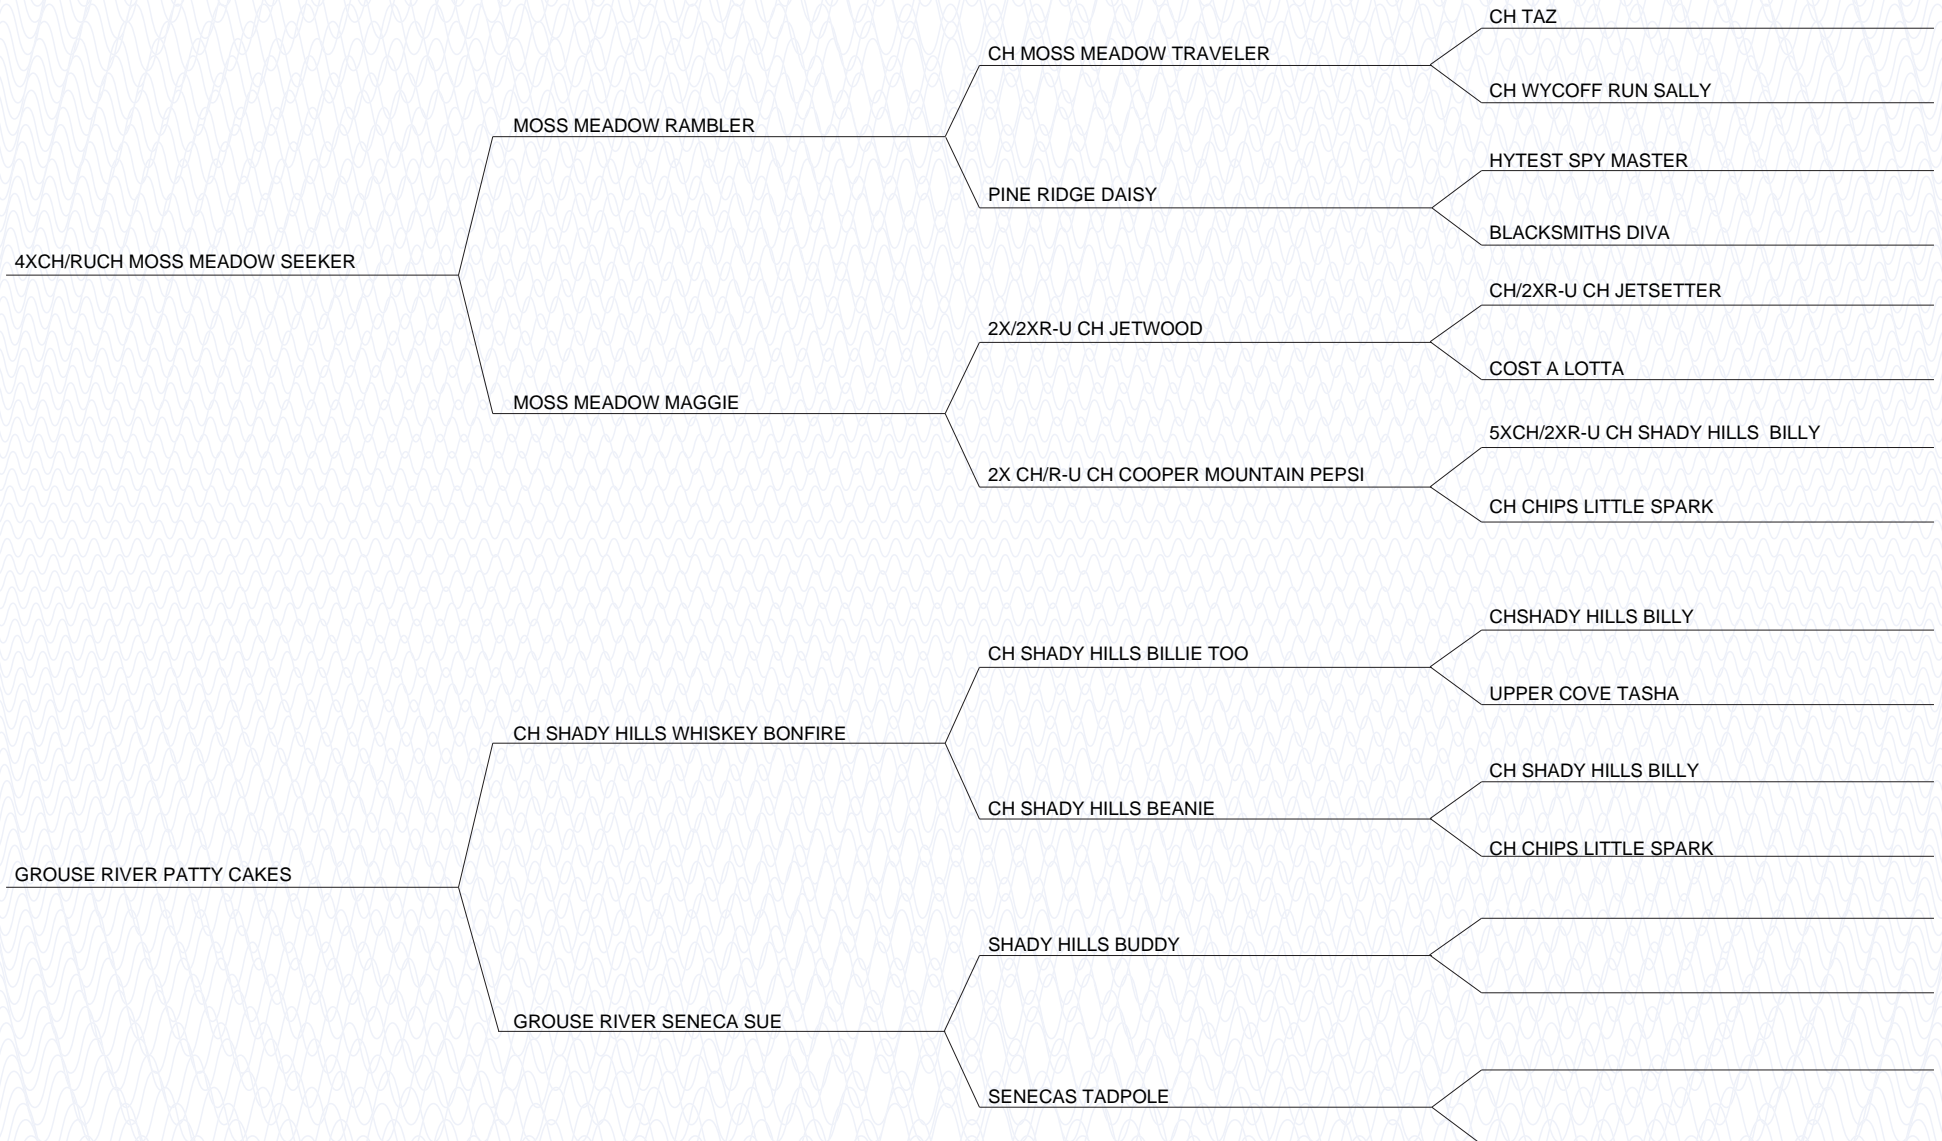 CH TAZ
CH MOSS MEADOW TRAVELER
CH WYCOFF RUN SALLY
MOSS MEADOW RAMBLER
HYTEST SPY MASTER
PINE RIDGE DAISY
BLACKSMITHS DIVA
4XCH/RUCH MOSS MEADOW SEEKER
CH/2XR-U CH JETSETTER
2X/2XR-U CH JETWOOD
COST A LOTTA
MOSS MEADOW MAGGIE
5XCH/2XR-U CH SHADY HILLS  BILLY
2X CH/R-U CH COOPER MOUNTAIN PEPSI
CH CHIPS LITTLE SPARK
CHSHADY HILLS BILLY
CH SHADY HILLS BILLIE TOO
UPPER COVE TASHA
CH SHADY HILLS WHISKEY BONFIRE
CH SHADY HILLS BILLY
CH SHADY HILLS BEANIE
CH CHIPS LITTLE SPARK
GROUSE RIVER PATTY CAKES
SHADY HILLS BUDDY
GROUSE RIVER SENECA SUE
SENECAS TADPOLE